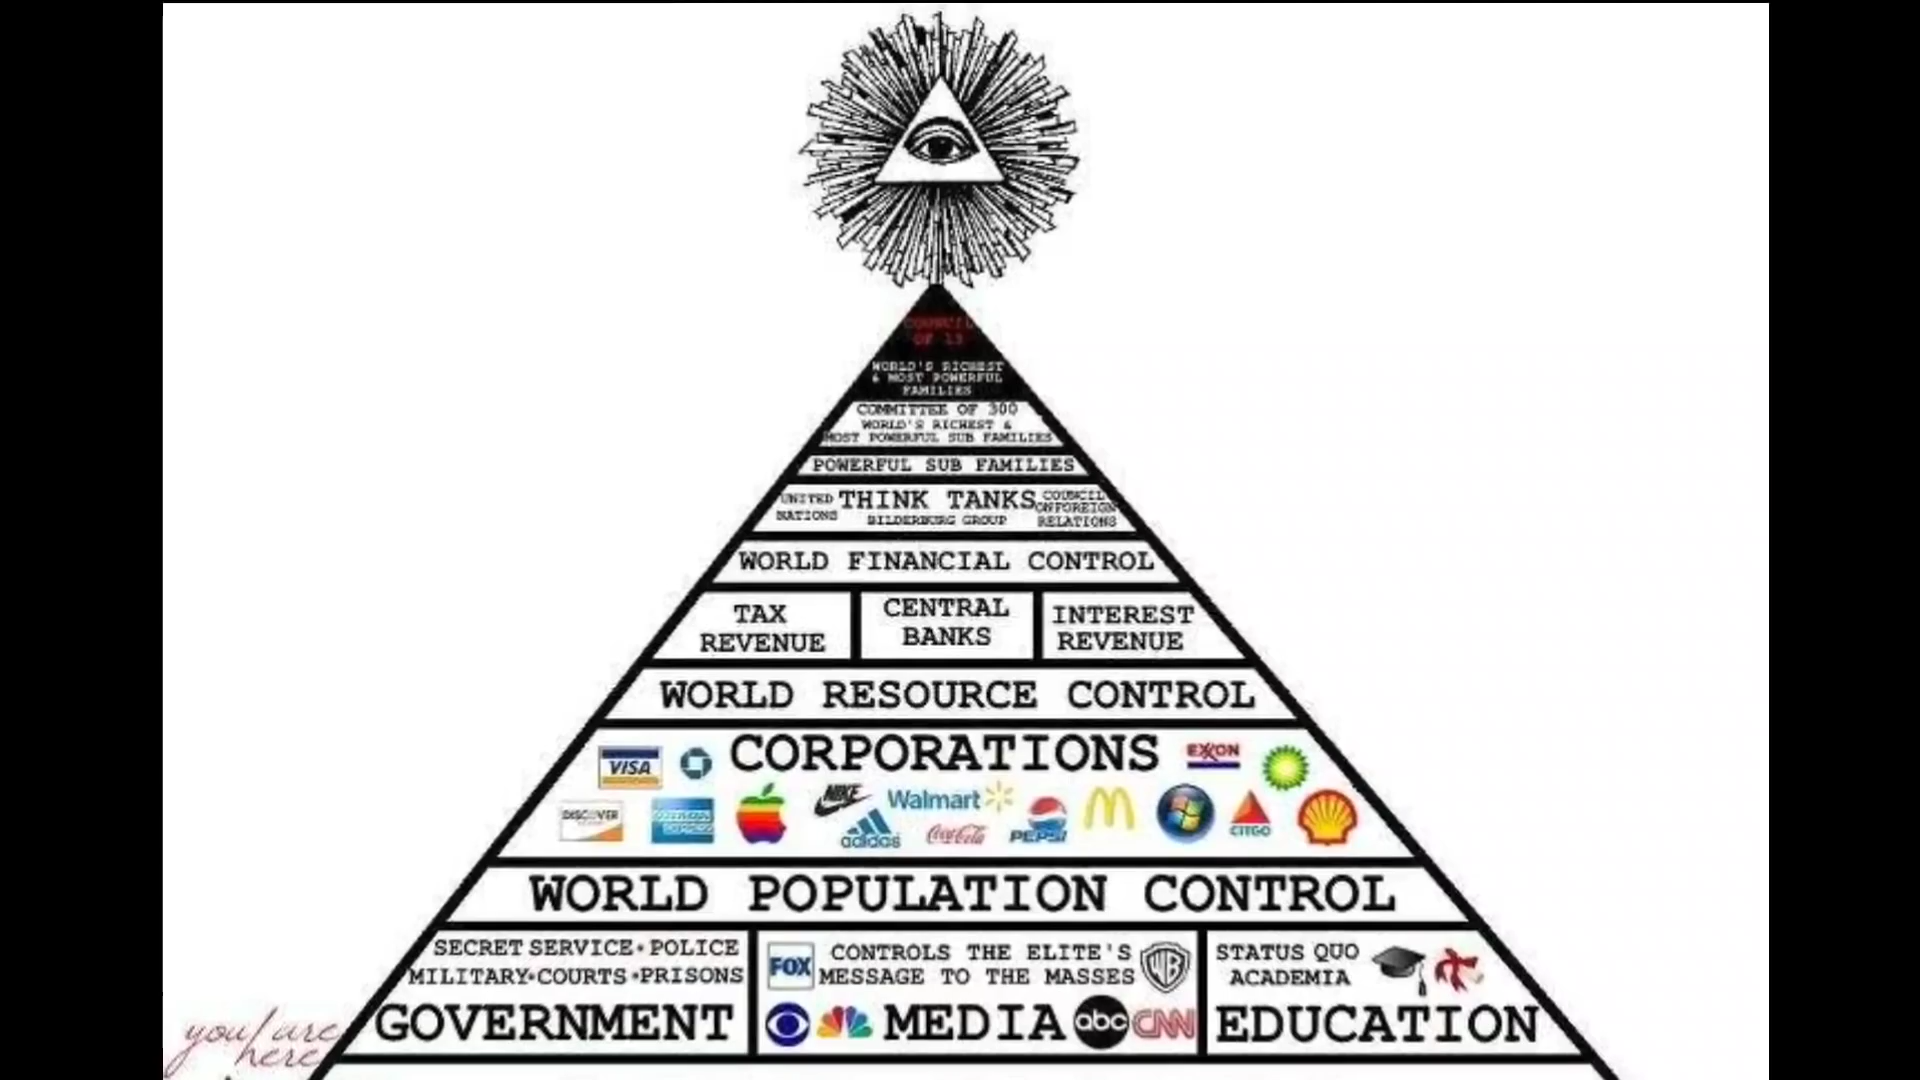 COUNCIL
OF 13
WORLD'S RICHEST
& MOST POWERFUL
FAMILIES
COMMITTEE OF 300
WORLD'S RICHEST &
MOST POWERFUL SUB FAMILIES
POWERFUL SUB FAMILIES
UNITED
NATIONS
THINK TANKS
BILDERBURG GROUP
COUNCIL
ON FOREIGN
RELATIONS
WORLD FINANCIAL CONTROL
TAX
REVENUE
CENTRAL
BANKS
INTEREST
REVENUE
WORLD RESOURCE CONTROL
VISA
CORPORATIONS
EXXON
DISCOVER
AMERICAN
EXPRESS
NIKE
adidas
Walmart
Coca-Cola
PEPSI
CITGO
WORLD POPULATION CONTROL
SECRET SERVICE•POLICE
MILITARY•COURTS•PRISONS
GOVERNMENT
FOX
CONTROLS THE ELITE'S
MESSAGE TO THE MASSES
WB
MEDIA
abc
CNN
STATUS QUO
ACADEMIA
EDUCATION
you are
here